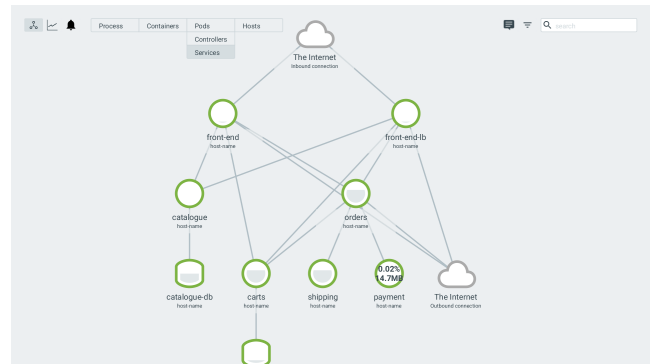 Process
Containers
Pods
Hosts
Controllers
Services
search
The Internet
Inbound connection
front-end
host-name
front-end-lb
host-name
catalogue
host-name
orders
host-name
0.02%
14.7MB
catalogue-db
host-name
carts
host-name
shipping
host-name
payment
host-name
The Internet
Outbound connection